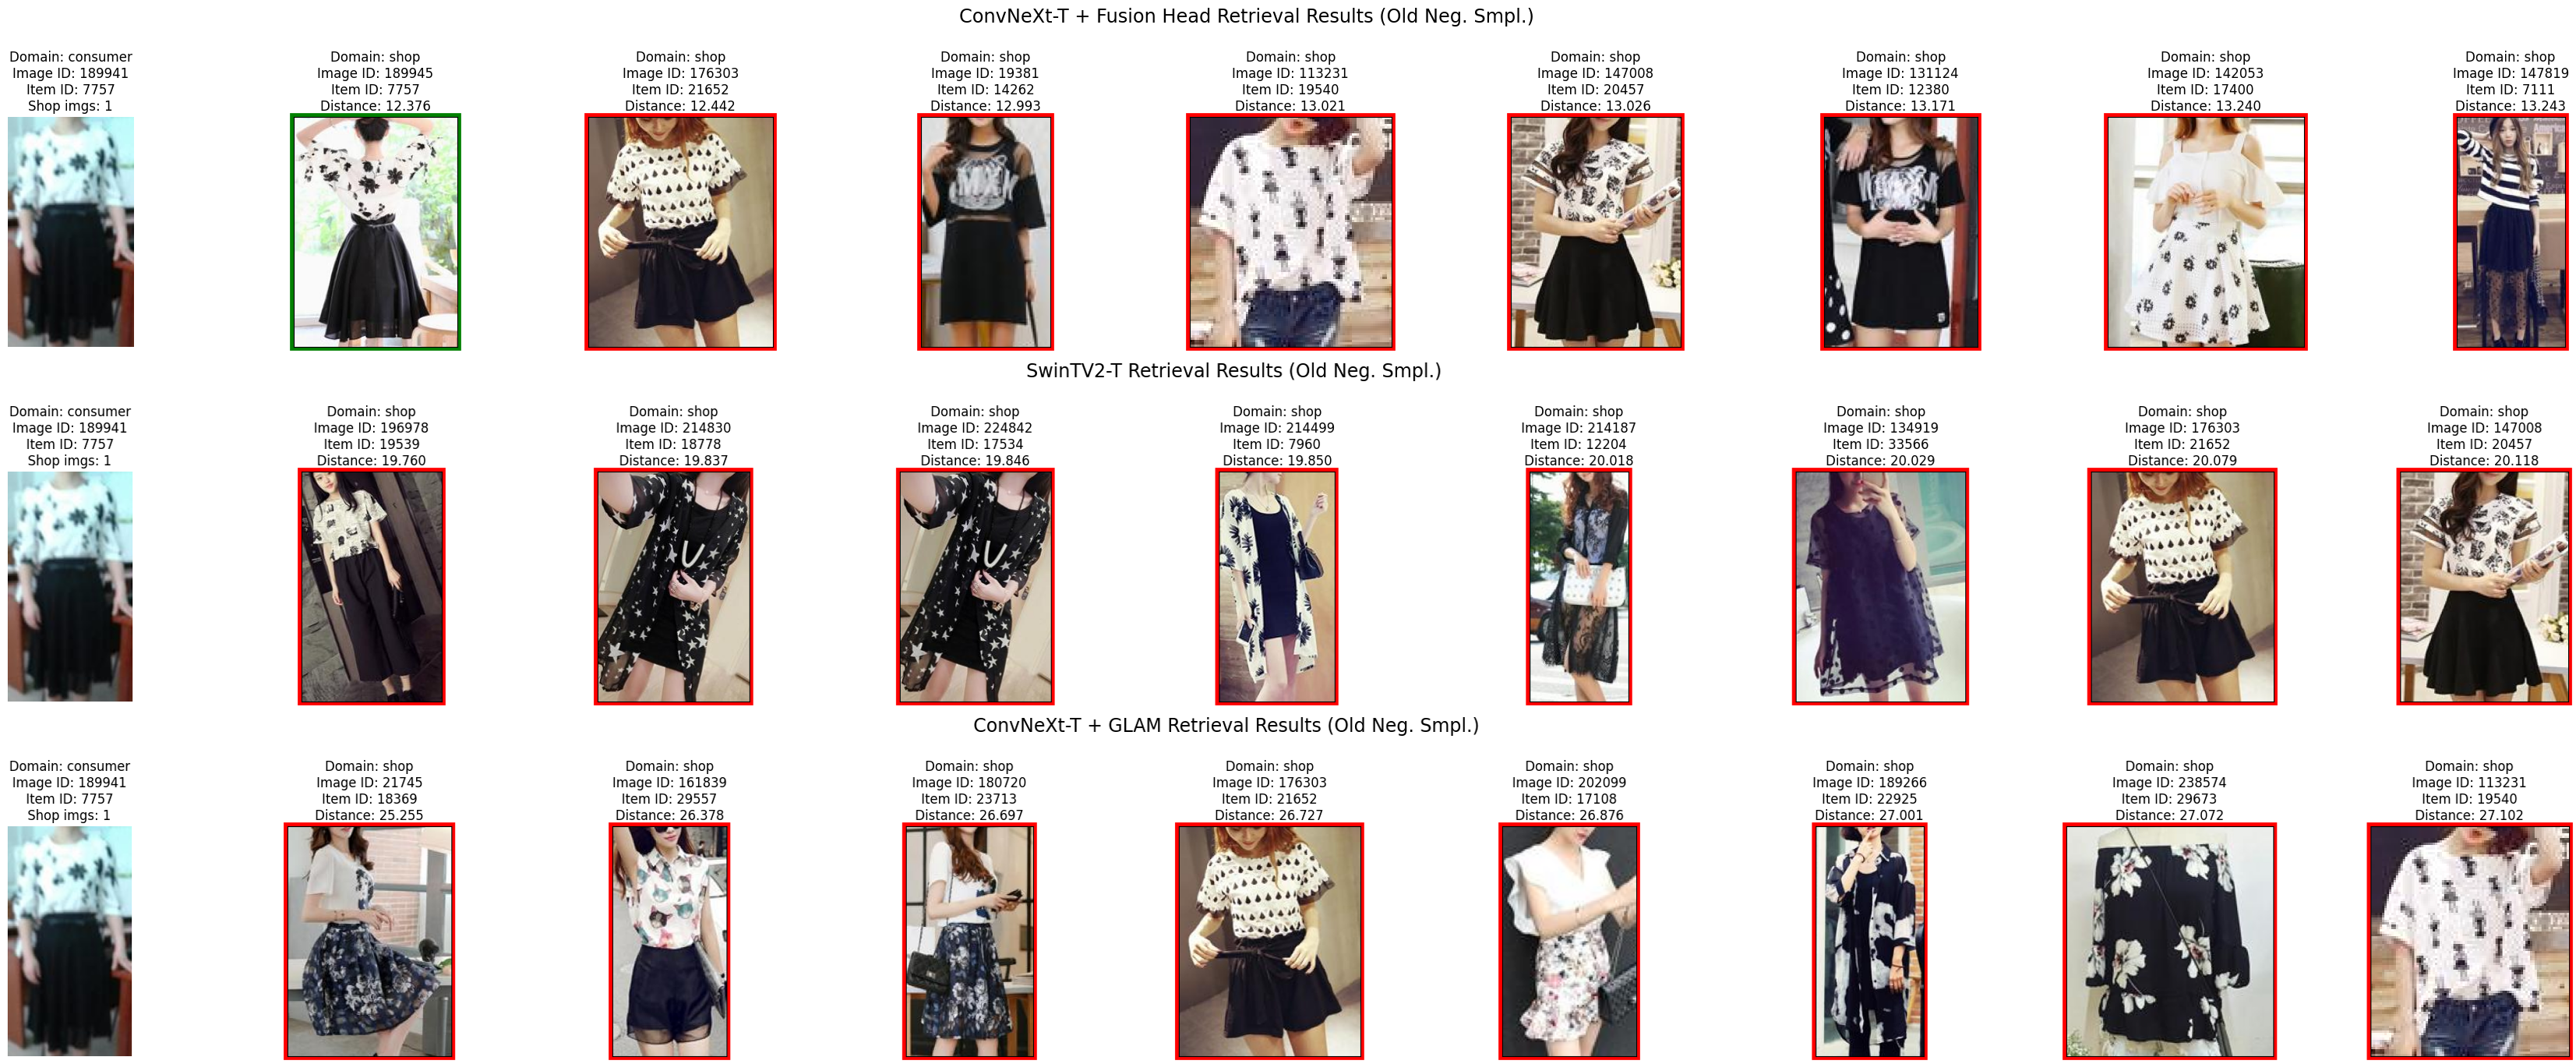 ConvNeXt-T + Fusion Head Retrieval Results (Old Neg. Smpl.)
Domain: consumer
Image ID: 189941
Item ID: 7757
Shop imgs: 1
Domain: shop
Image ID: 189945
Item ID: 7757
Distance: 12.376
Domain: shop
Image ID: 176303
Item ID: 21652
Distance: 12.442
Domain: shop
Image ID: 19381
Item ID: 14262
Distance: 12.993
Domain: shop
Image ID: 113231
Item ID: 19540
Distance: 13.021
Domain: shop
Image ID: 147008
Item ID: 20457
Distance: 13.026
Domain: shop
Image ID: 131124
Item ID: 12380
Distance: 13.171
Domain: shop
Image ID: 142053
Item ID: 17400
Distance: 13.240
Domain: shop
Image ID: 147819
Item ID: 7111
Distance: 13.243
SwinTV2-T Retrieval Results (Old Neg. Smpl.)
Domain: consumer
Image ID: 189941
Item ID: 7757
Shop imgs: 1
Domain: shop
Image ID: 196978
Item ID: 19539
Distance: 19.760
Domain: shop
Image ID: 214830
Item ID: 18778
Distance: 19.837
Domain: shop
Image ID: 224842
Item ID: 17534
Distance: 19.846
Domain: shop
Image ID: 214499
Item ID: 7960
Distance: 19.850
Domain: shop
Image ID: 214187
Item ID: 12204
Distance: 20.018
Domain: shop
Image ID: 134919
Item ID: 33566
Distance: 20.029
Domain: shop
Image ID: 176303
Item ID: 21652
Distance: 20.079
Domain: shop
Image ID: 147008
Item ID: 20457
Distance: 20.118
ConvNeXt-T + GLAM Retrieval Results (Old Neg. Smpl.)
Domain: consumer
Image ID: 189941
Item ID: 7757
Shop imgs: 1
Domain: shop
Image ID: 21745
Item ID: 18369
Distance: 25.255
Domain: shop
Image ID: 161839
Item ID: 29557
Distance: 26.378
Domain: shop
Image ID: 180720
Item ID: 23713
Distance: 26.697
Domain: shop
Image ID: 176303
Item ID: 21652
Distance: 26.727
Domain: shop
Image ID: 202099
Item ID: 17108
Distance: 26.876
Domain: shop
Image ID: 189266
Item ID: 22925
Distance: 27.001
Domain: shop
Image ID: 238574
Item ID: 29673
Distance: 27.072
Domain: shop
Image ID: 113231
Item ID: 19540
Distance: 27.102